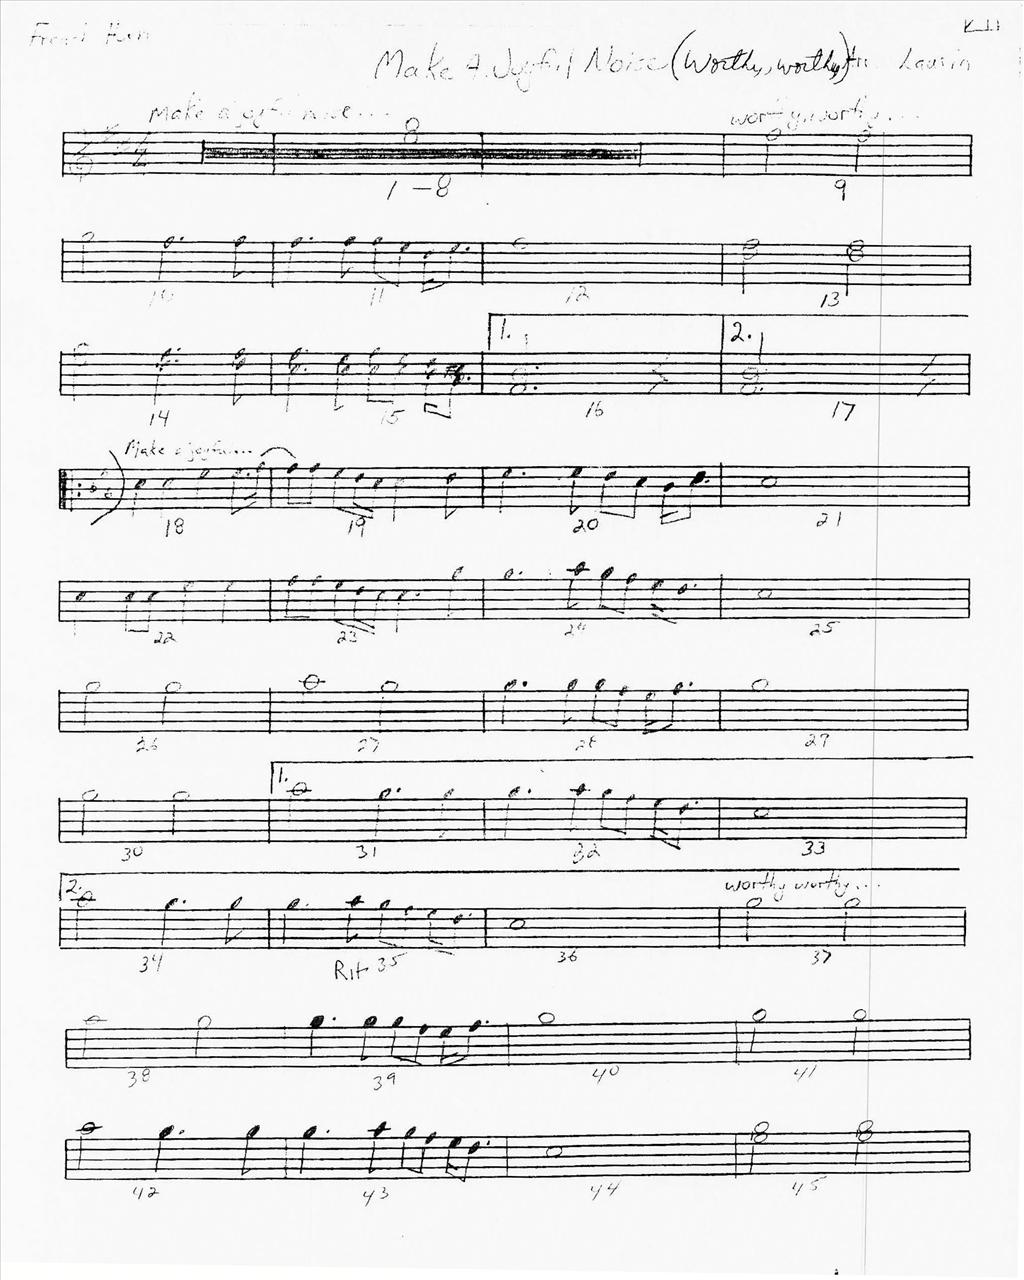 French Horn
Make A Joyful Noise (Worthy, worthy) Laurin
Make a joyful noise... worthy, worthy...
8
1-8 9
10 11 12 13
1. 2.
14 15 16 17
Make a joyful...
18 19 20 21
22 23 24 25
26 27 28 29
1.
30 31 32 33
2. worthy worthy...
34 Rit 35 36 37
38 39 40 41
42 43 44 45